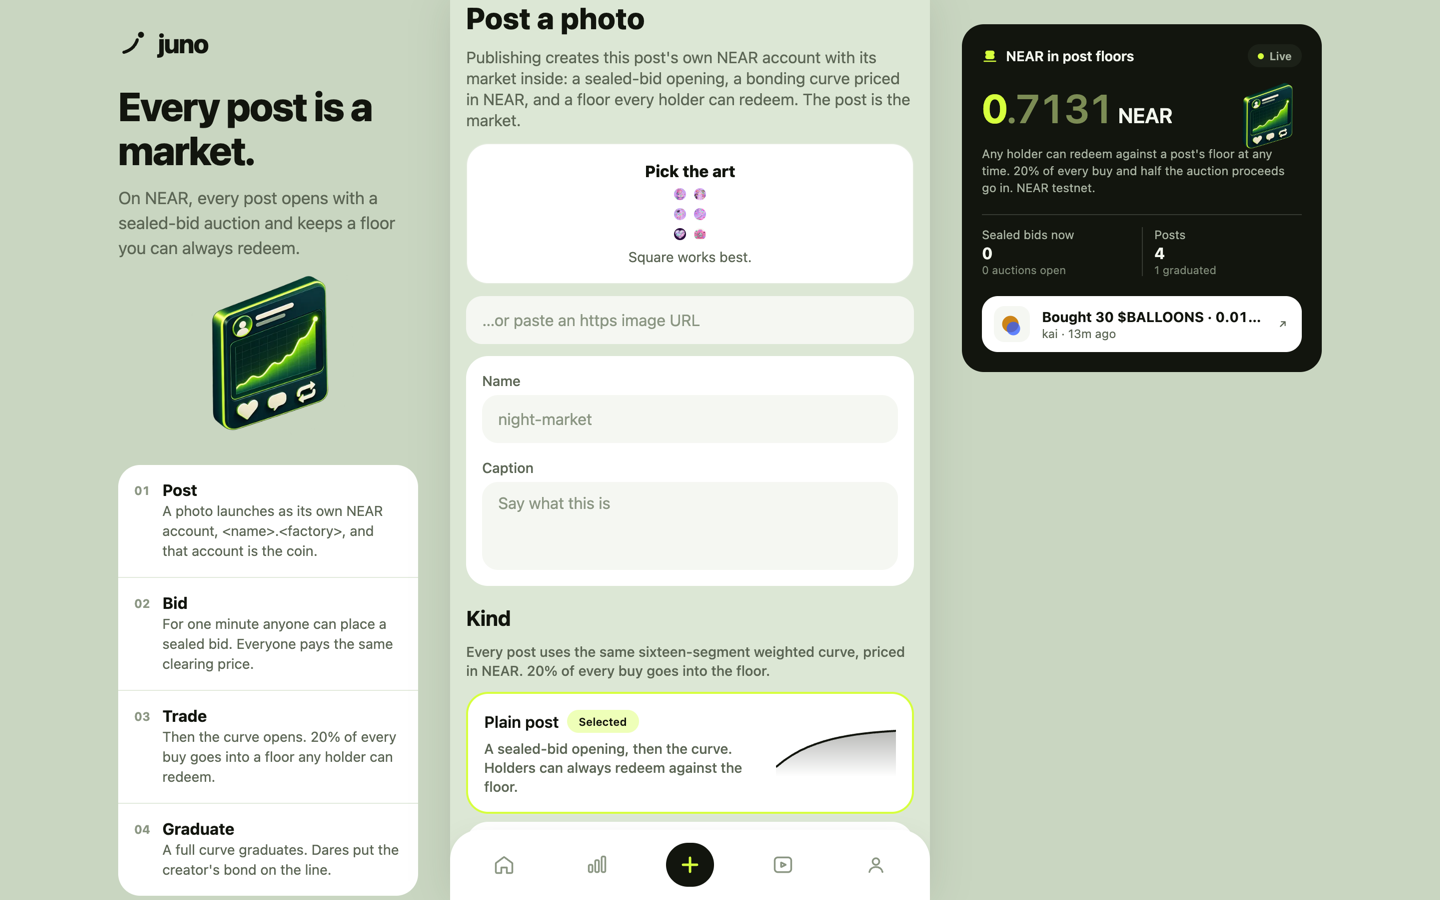 juno
Every post is a
market.
On NEAR, every post opens with a
sealed-bid auction and keeps a floor
you can always redeem.
01 Post
A photo launches as its own NEAR
account, <name>.<factory>, and
that account is the coin.
02 Bid
For one minute anyone can place a
sealed bid. Everyone pays the same
clearing price.
03 Trade
Then the curve opens. 20% of every
buy goes into a floor any holder can
redeem.
04 Graduate
A full curve graduates. Dares put the
creator's bond on the line.
Post a photo
Publishing creates this post's own NEAR account with its
market inside: a sealed-bid opening, a bonding curve priced
in NEAR, and a floor every holder can redeem. The post is the
market.
Pick the art
Square works best.
...or paste an https image URL
Name
night-market
Caption
Say what this is
Kind
Every post uses the same sixteen-segment weighted curve, priced
in NEAR. 20% of every buy goes into the floor.
Plain post Selected
A sealed-bid opening, then the curve.
Holders can always redeem against the
floor.
NEAR in post floors Live
0.7131 NEAR
Any holder can redeem against a post's floor at any
time. 20% of every buy and half the auction proceeds
go in. NEAR testnet.
Sealed bids now
0
0 auctions open
Posts
4
1 graduated
Bought 30 $BALLOONS · 0.01...
kai · 13m ago